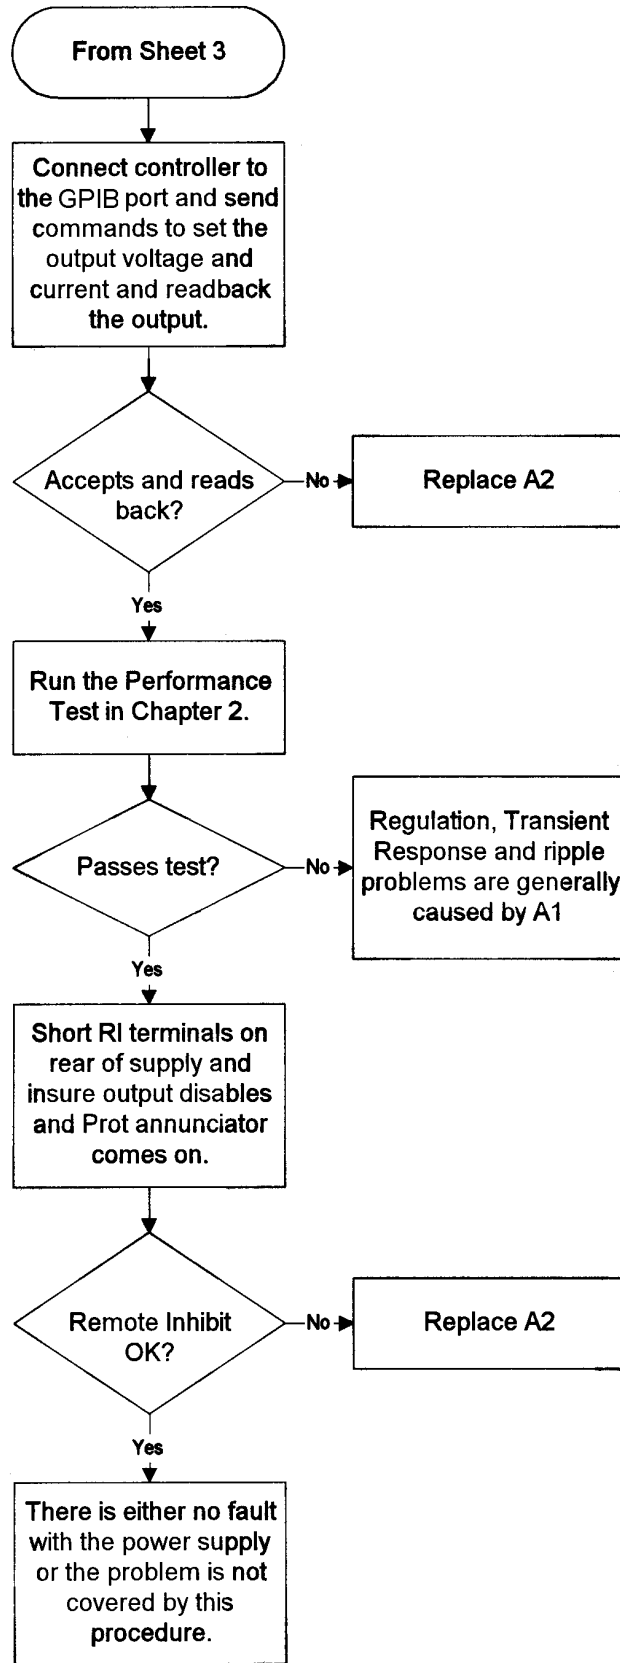 From Sheet 3
Connect controller to
the GPIB port and send
commands to set the
output voltage and
current and readback
the output.
Accepts and reads
back?
No
Replace A2
Yes
Run the Performance
Test in Chapter 2.
Passes test?
No
Regulation, Transient
Response and ripple
problems are generally
caused by A1
Yes
Short RI terminals on
rear of supply and
insure output disables
and Prot annunciator
comes on.
Remote Inhibit
OK?
No
Replace A2
Yes
There is either no fault
with the power supply
or the problem is not
covered by this
procedure.